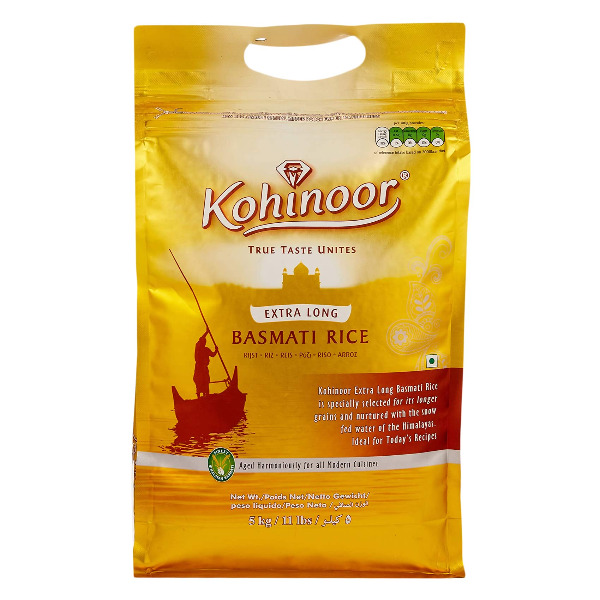 Kohinoor®
TRUE TASTE UNITES
EXTRA LONG
BASMATI RICE
RIJST - RIZ - REIS - РИС - RISO - ARROZ
Kohinoor Extra Long Basmati Rice
is specially selected for its longer
grains and nurtured with the snow
fed water of the Himalayas.
Ideal for Today's Recipes
Aged Harmoniously for all Modern Cuisines
Net Wt./Poids Net/Netto Gewicht/
peso liquido/Peso Neto /
5 kg / 11 lbs / ٥ كيلو